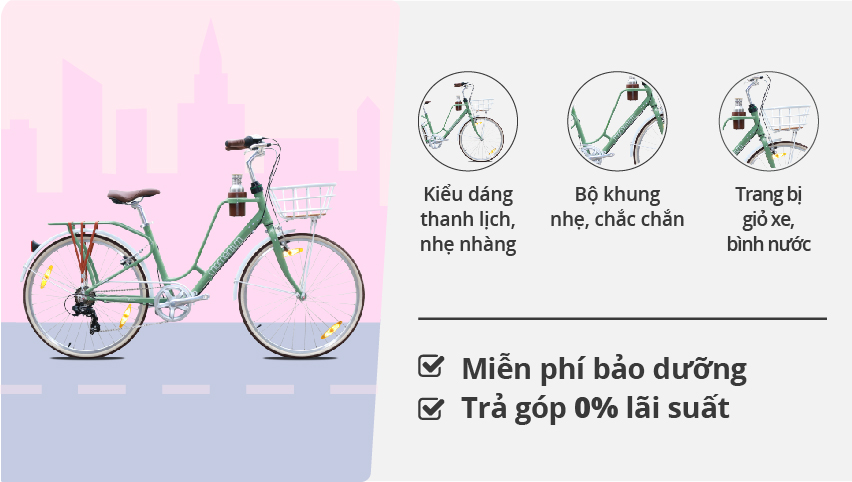 Kiểu dáng
thanh lịch,
nhẹ nhàng
Bộ khung
nhẹ, chắc chắn
Trang bị
giỏ xe,
bình nước
Miễn phí bảo dưỡng
Trả góp 0% lãi suất